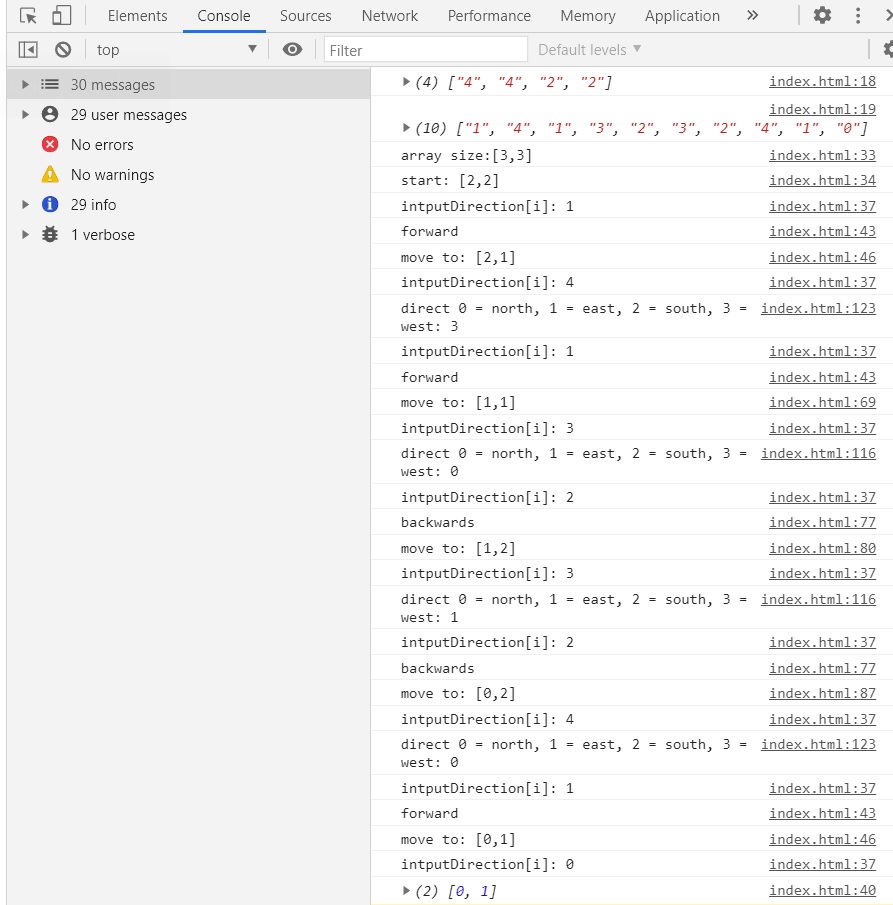 Elements Console Sources Network Performance Memory Application »
top ▼ Filter Default levels ▼
30 messages
29 user messages
No errors
No warnings
29 info
1 verbose
(4) ["4", "4", "2", "2"] index.html:18
index.html:19
(10) ["1", "4", "1", "3", "2", "3", "2", "4", "1", "0"]
array size:[3,3] index.html:33
start: [2,2] index.html:34
intputDirection[i]: 1 index.html:37
forward index.html:43
move to: [2,1] index.html:46
intputDirection[i]: 4 index.html:37
direct 0 = north, 1 = east, 2 = south, 3 = index.html:123
west: 3
intputDirection[i]: 1 index.html:37
forward index.html:43
move to: [1,1] index.html:69
intputDirection[i]: 3 index.html:37
direct 0 = north, 1 = east, 2 = south, 3 = index.html:116
west: 0
intputDirection[i]: 2 index.html:37
backwards index.html:77
move to: [1,2] index.html:80
intputDirection[i]: 3 index.html:37
direct 0 = north, 1 = east, 2 = south, 3 = index.html:116
west: 1
intputDirection[i]: 2 index.html:37
backwards index.html:77
move to: [0,2] index.html:87
intputDirection[i]: 4 index.html:37
direct 0 = north, 1 = east, 2 = south, 3 = index.html:123
west: 0
intputDirection[i]: 1 index.html:37
forward index.html:43
move to: [0,1] index.html:46
intputDirection[i]: 0 index.html:37
(2) [0, 1] index.html:40